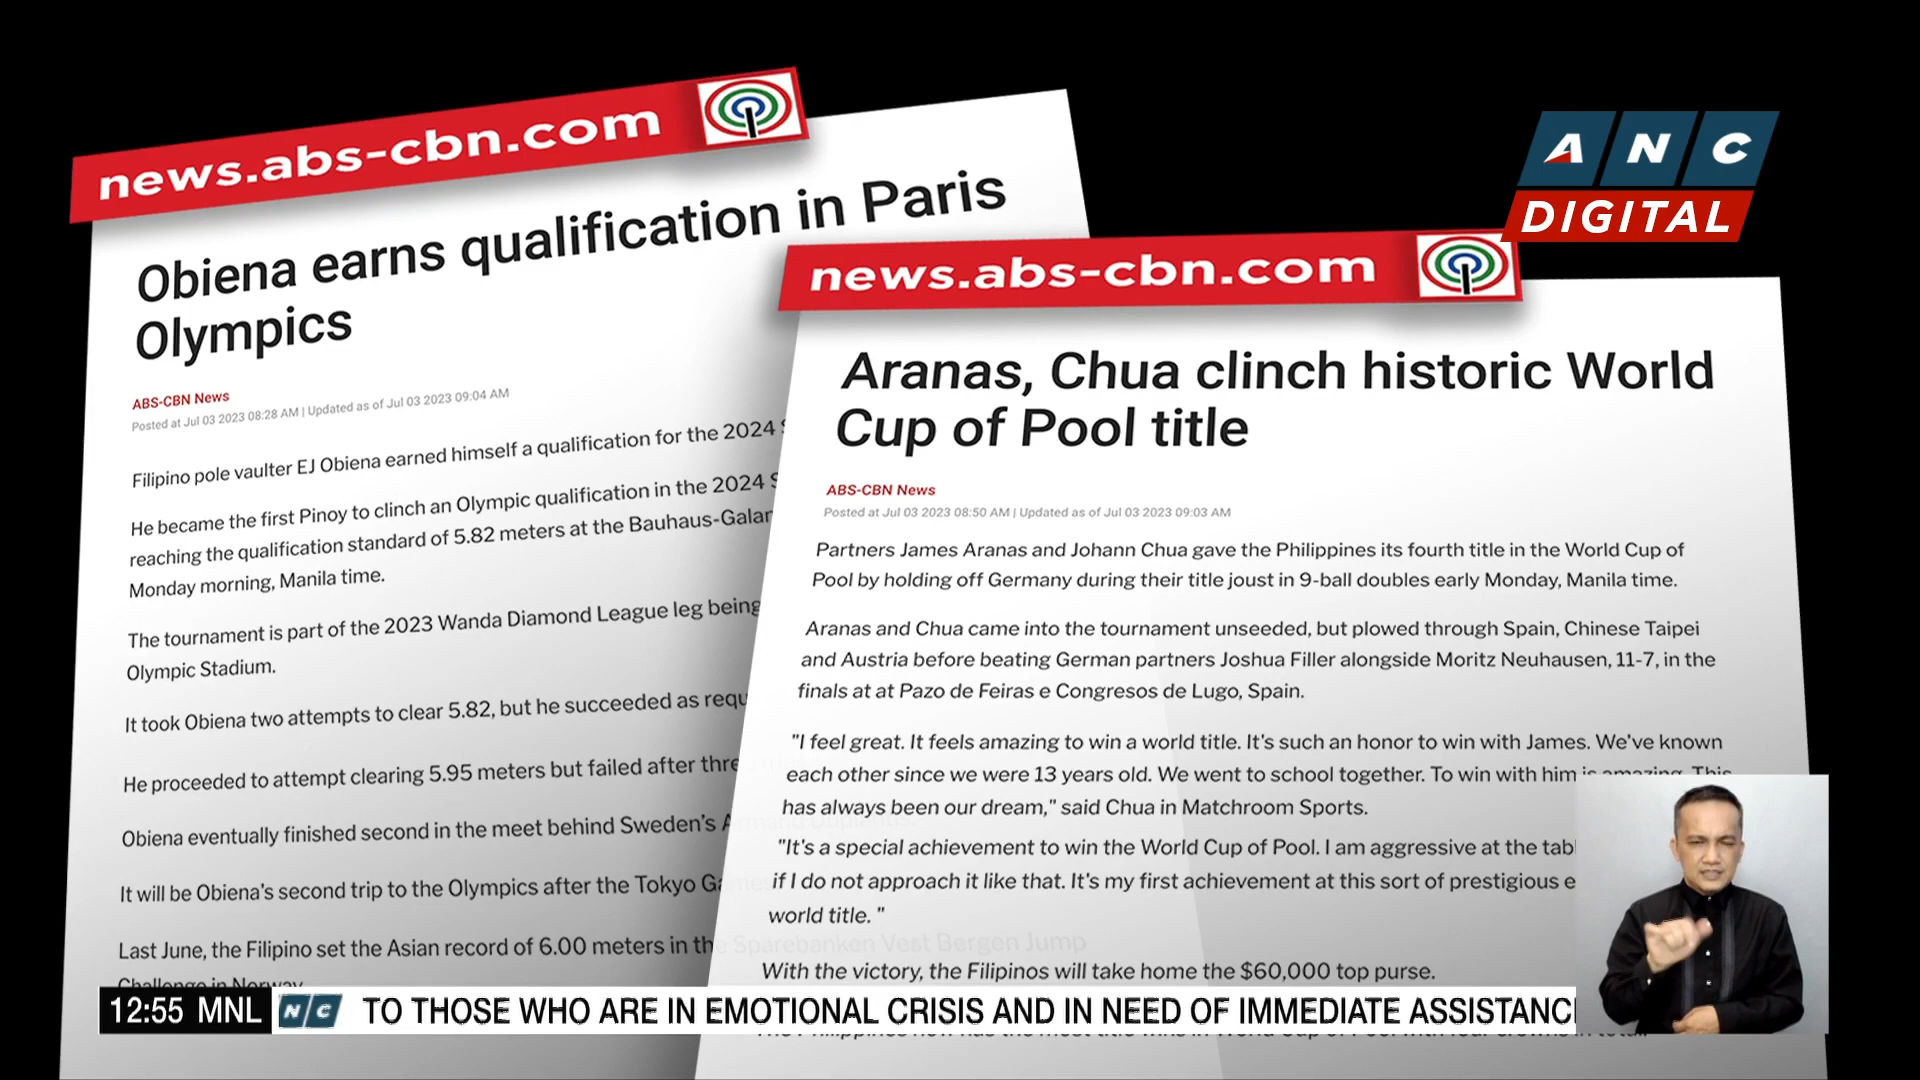 news.abs-cbn.com
Obiena earns qualification in Paris
Olympics
ABS-CBN News
Posted at Jul 03 2023 08:28 AM | Updated as of Jul 03 2023 09:04 AM
Filipino pole vaulter EJ Obiena earned himself a qualification for the 2024
He became the first Pinoy to clinch an Olympic qualification in the 2024
reaching the qualification standard of 5.82 meters at the Bauhaus-Galan
Monday morning, Manila time.
The tournament is part of the 2023 Wanda Diamond League leg being
Olympic Stadium.
It took Obiena two attempts to clear 5.82, but he succeeded as requ
He proceeded to attempt clearing 5.95 meters but failed after thre
Obiena eventually finished second in the meet behind Sweden's A
It will be Obiena's second trip to the Olympics after the Tokyo Games
Last June, the Filipino set the Asian record of 6.00 meters in the Sparebanken Vest Bergen Jump
Challenge in Norway
A N C
DIGITAL
news.abs-cbn.com
Aranas, Chua clinch historic World
Cup of Pool title
ABS-CBN News
Posted at Jul 03 2023 08:50 AM | Updated as of Jul 03 2023 09:03 AM
Partners James Aranas and Johann Chua gave the Philippines its fourth title in the World Cup of
Pool by holding off Germany during their title joust in 9-ball doubles early Monday, Manila time.
Aranas and Chua came into the tournament unseeded, but plowed through Spain, Chinese Taipei
and Austria before beating German partners Joshua Filler alongside Moritz Neuhausen, 11-7, in the
finals at at Pazo de Feiras e Congresos de Lugo, Spain.
"I feel great. It feels amazing to win a world title. It's such an honor to win with James. We've known
each other since we were 13 years old. We went to school together. To win with him is amazing. This
has always been our dream," said Chua in Matchroom Sports.
"It's a special achievement to win the World Cup of Pool. I am aggressive at the tabl
if I do not approach it like that. It's my first achievement at this sort of prestigious e
world title. "
With the victory, the Filipinos will take home the $60,000 top purse.
12:55 MNL NC TO THOSE WHO ARE IN EMOTIONAL CRISIS AND IN NEED OF IMMEDIATE ASSISTANC